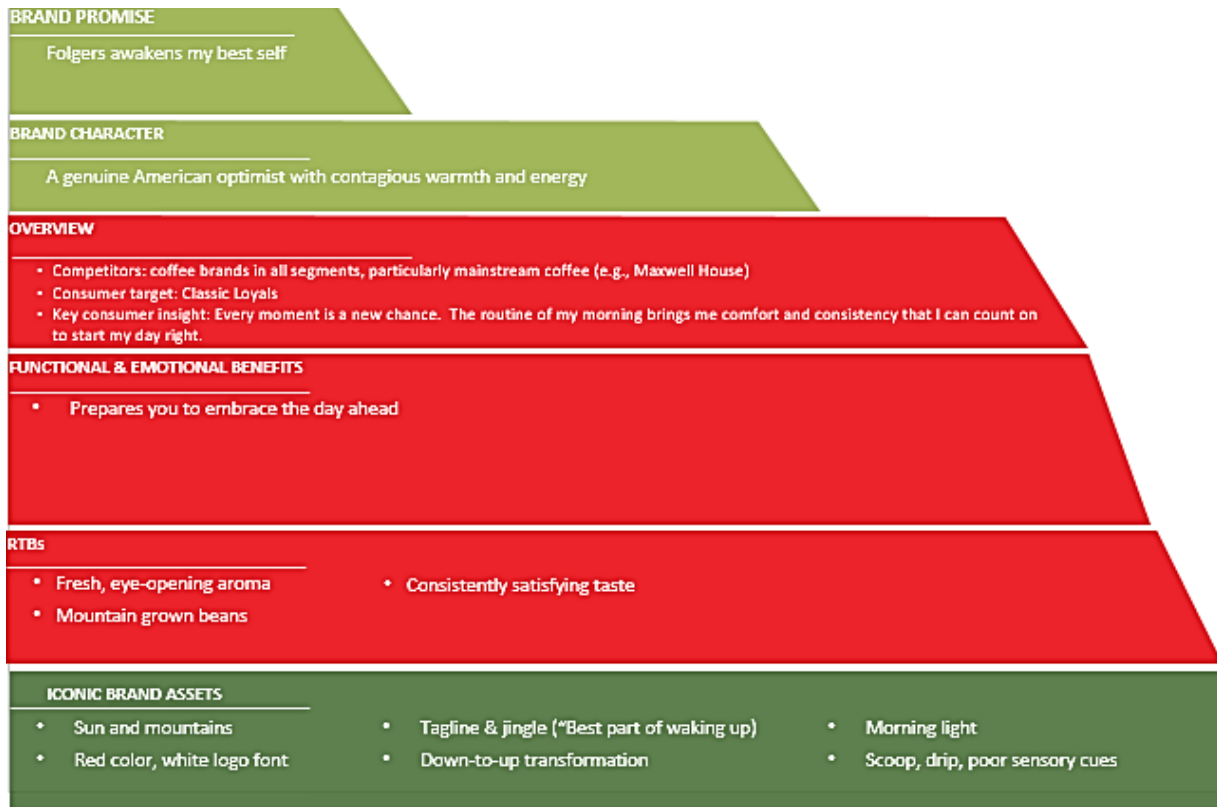 BRAND PROMISE
Folgers awakens my best self
BRAND CHARACTER
A genuine American optimist with contagious warmth and energy
OVERVIEW
• Competitors: coffee brands in all segments, particularly mainstream coffee (e.g., Maxwell House)
• Consumer target: Classic Loyals
• Key consumer insight: Every moment is a new chance. The routine of my morning brings me comfort and consistency that I can count on
to start my day right.
FUNCTIONAL & EMOTIONAL BENEFITS
• Prepares you to embrace the day ahead
RTBs
• Fresh, eye-opening aroma
• Mountain grown beans
• Consistently satisfying taste
ICONIC BRAND ASSETS
• Sun and mountains
• Red color, white logo font
• Tagline & jingle ("Best part of waking up)
• Down-to-up transformation
• Morning light
• Scoop, drip, poor sensory cues